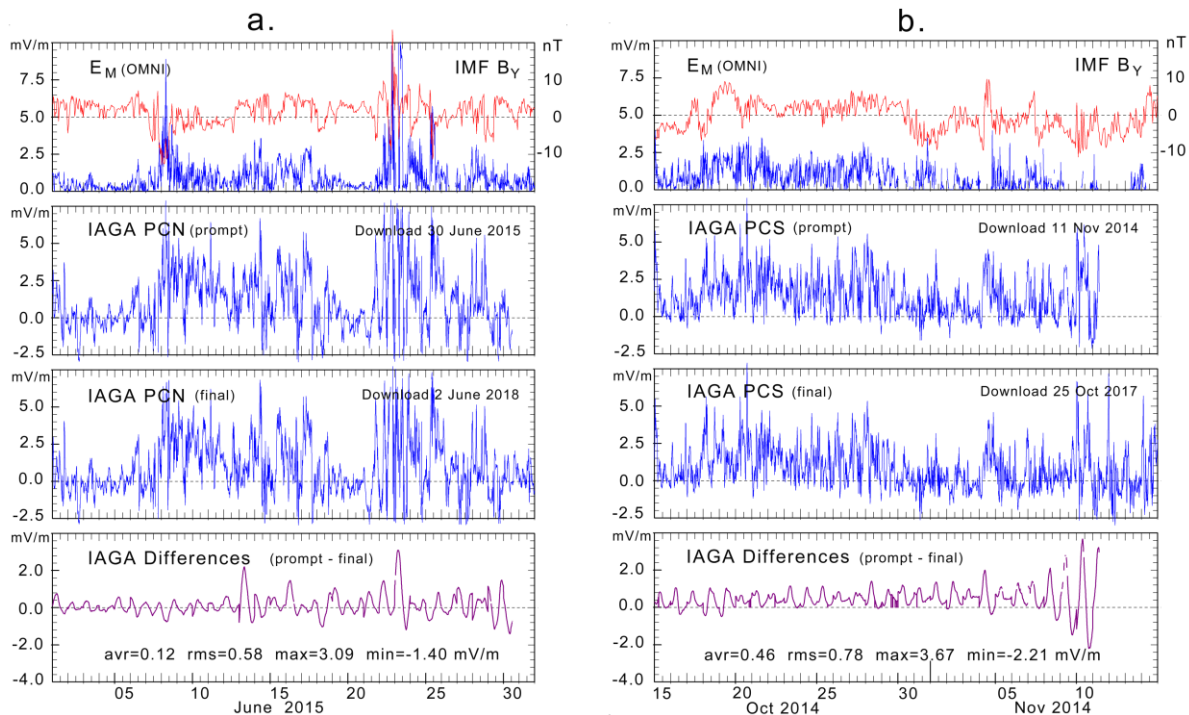 a.
mV/m
nT
7.5
5.0
2.5
0.0
10
0
-10
E_M (OMNI)
IMF B_Y
mV/m
5.0
2.5
0.0
-2.5
IAGA PCN (prompt)
Download 30 June 2015
mV/m
5.0
2.5
0.0
-2.5
IAGA PCN (final)
Download 2 June 2018
mV/m
2.0
0.0
-2.0
-4.0
IAGA Differences (prompt - final)
avr=0.12 rms=0.58 max=3.09 min=-1.40 mV/m
05 10 15 20 25 30
June 2015
b.
mV/m
nT
7.5
5.0
2.5
0.0
10
0
-10
E_M (OMNI)
IMF B_Y
mV/m
5.0
2.5
0.0
-2.5
IAGA PCS (prompt)
Download 11 Nov 2014
mV/m
5.0
2.5
0.0
-2.5
IAGA PCS (final)
Download 25 Oct 2017
mV/m
2.0
0.0
-2.0
-4.0
IAGA Differences (prompt - final)
avr=0.46 rms=0.78 max=3.67 min=-2.21 mV/m
15 20 25 30 05 10
Oct 2014 Nov 2014